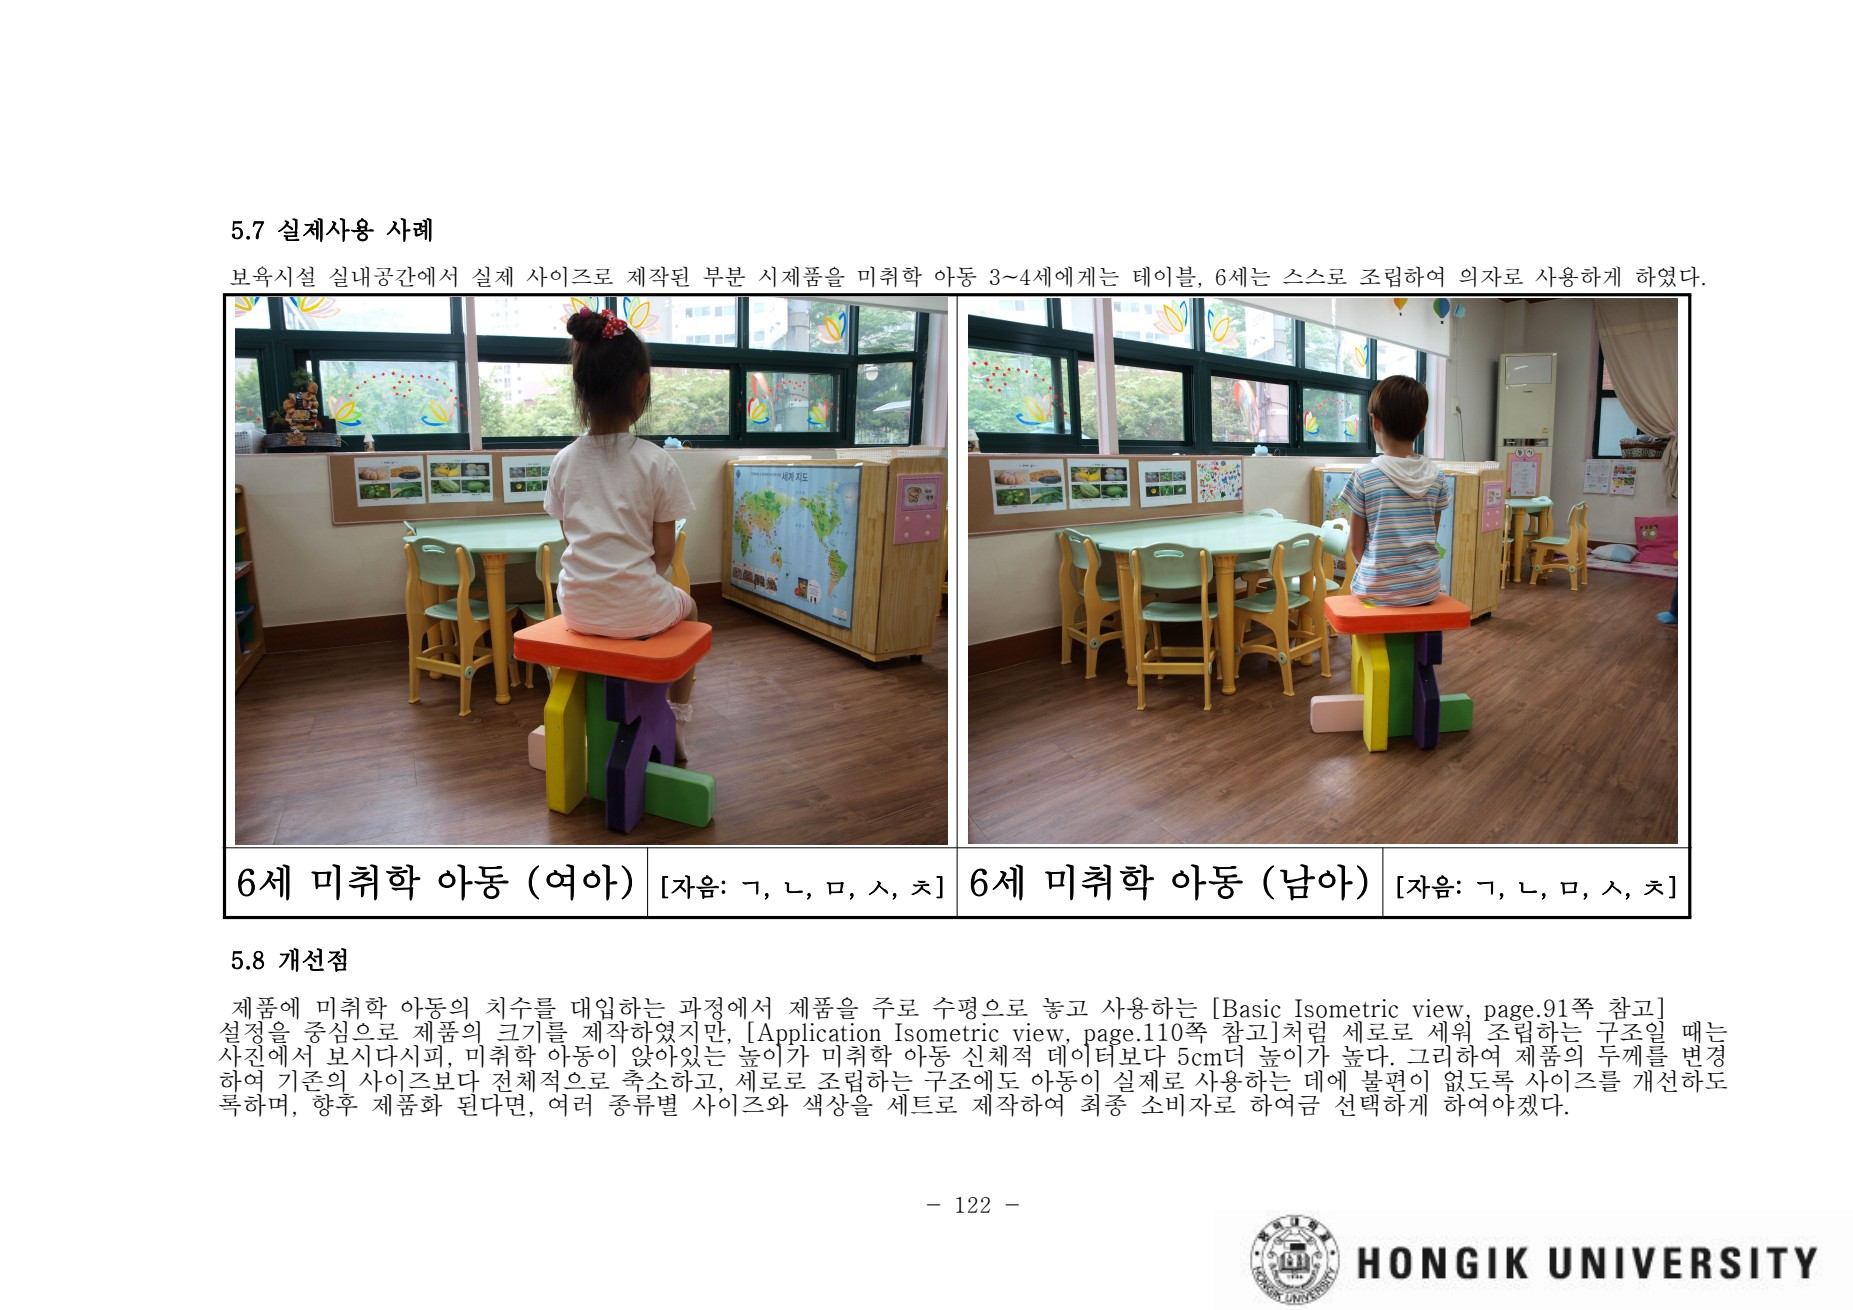 5.7 실제사용 사례
보육시설 실내공간에서 실제 사이즈로 제작된 부분 시제품을 미취학 아동 3~4세에게는 테이블, 6세는 스스로 조립하여 의자로 사용하게 하였다.
세계 지도
6세 미취학 아동 (여아)
[자음: ㄱ, ㄴ, ㅁ, ㅅ, ㅊ]
6세 미취학 아동 (남아)
[자음: ㄱ, ㄴ, ㅁ, ㅅ, ㅊ]
5.8 개선점
제품에 미취학 아동의 치수를 대입하는 과정에서 제품을 주로 수평으로 놓고 사용하는 [Basic Isometric view, page.91쪽 참고]
설정을 중심으로 제품의 크기를 제작하였지만, [Application Isometric view, page.110쪽 참고]처럼 세로로 세워 조립하는 구조일 때는
사진에서 보시다시피, 미취학 아동이 앉아있는 높이가 미취학 아동 신체적 데이터보다 5cm더 높이가 높다. 그리하여 제품의 두께를 변경
하여 기존의 사이즈보다 전체적으로 축소하고, 세로로 조립하는 구조에도 아동이 실제로 사용하는 데에 불편이 없도록 사이즈를 개선하도
록하며, 향후 제품화 된다면, 여러 종류별 사이즈와 색상을 세트로 제작하여 최종 소비자로 하여금 선택하게 하여야겠다.
- 122 -
홍익대학교
HONGIK UNIVERSITY
HONGIK UNIVERSITY